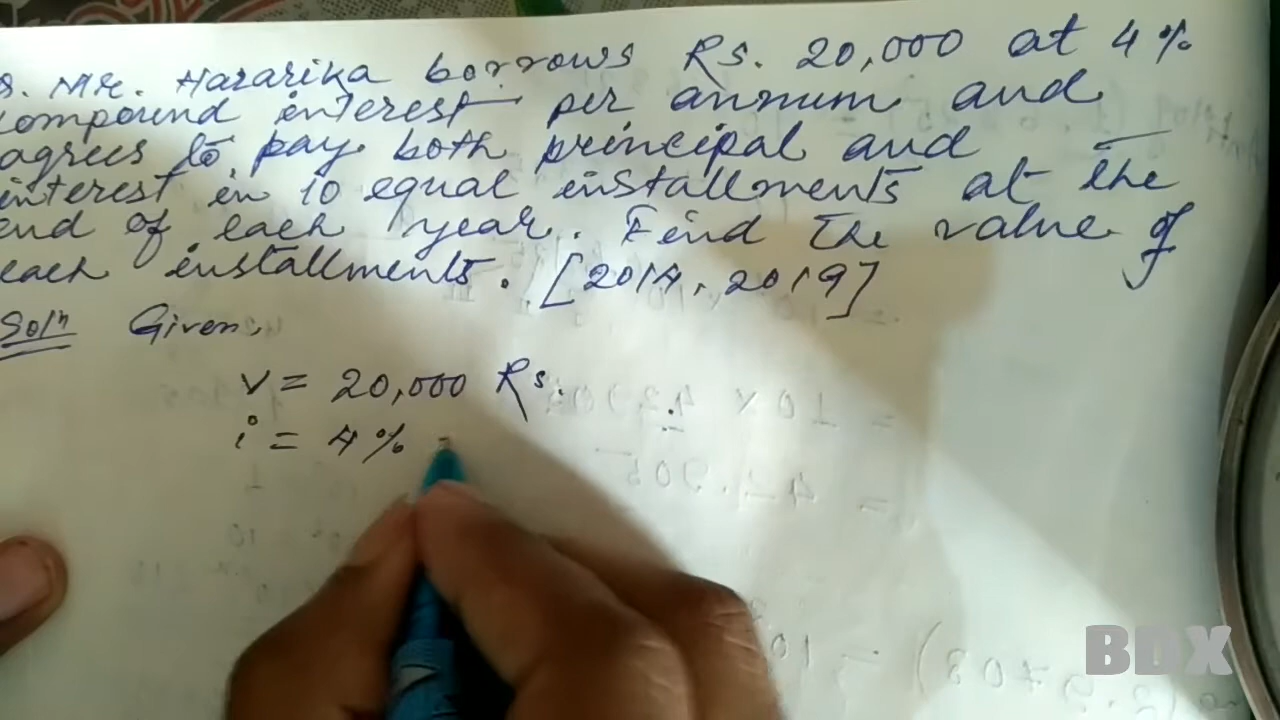 Mr. Hazarika borrows Rs. 20,000 at 4%
compound interest per annum and
agrees to pay both principal and
interest in 10 equal installments at the
end of each year. Find the value of
each installments. [2014, 2019]
Solⁿ Given,
V = 20,000 Rs.
i = 4% =
BDX